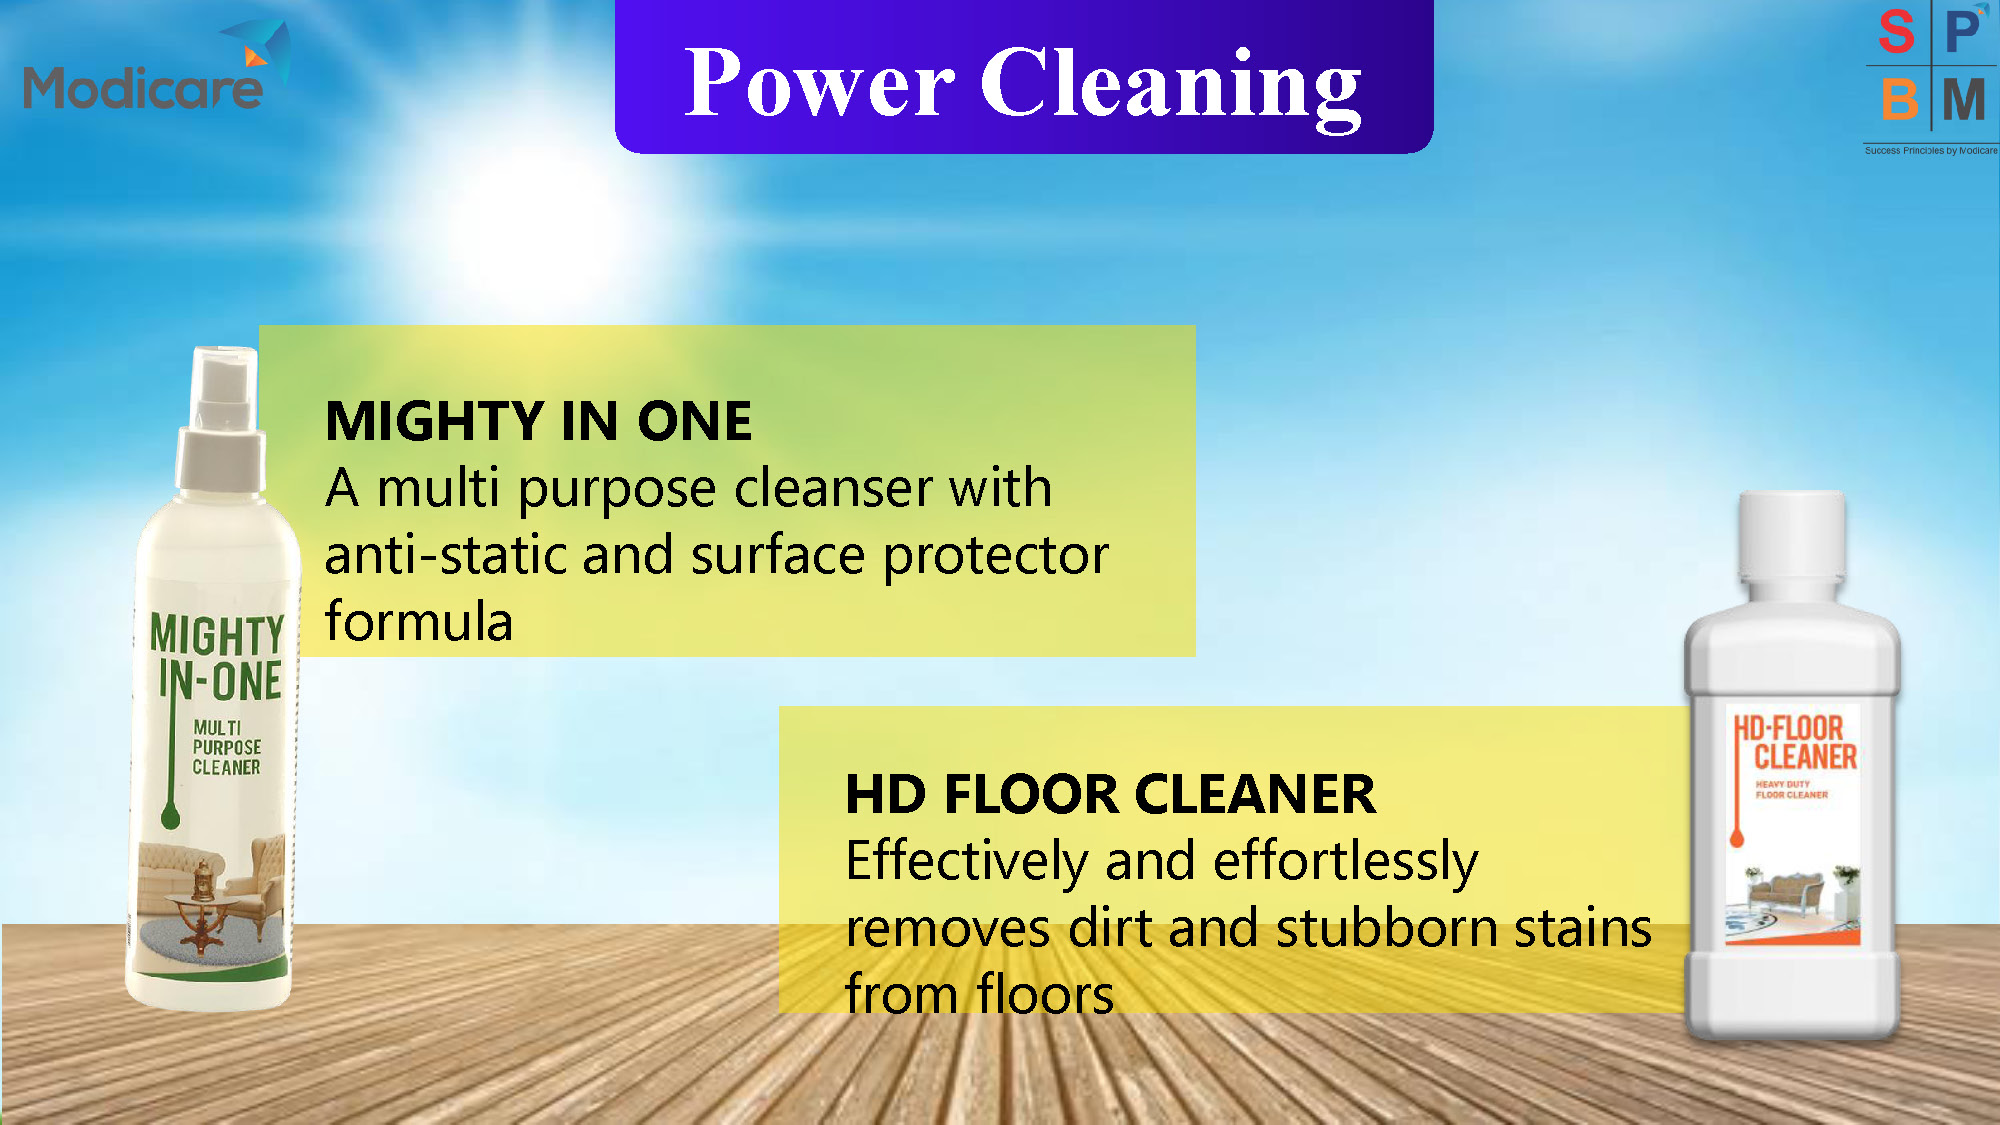 Modicare
Power Cleaning
S P
B M
Success Principles by Modicare
MIGHTY IN ONE
A multi purpose cleanser with
anti-static and surface protector
formula
MIGHTY
IN-ONE
MULTI
PURPOSE
CLEANER
HD FLOOR CLEANER
Effectively and effortlessly
removes dirt and stubborn stains
from floors
HD-FLOOR
CLEANER
HEAVY DUTY
FLOOR CLEANER